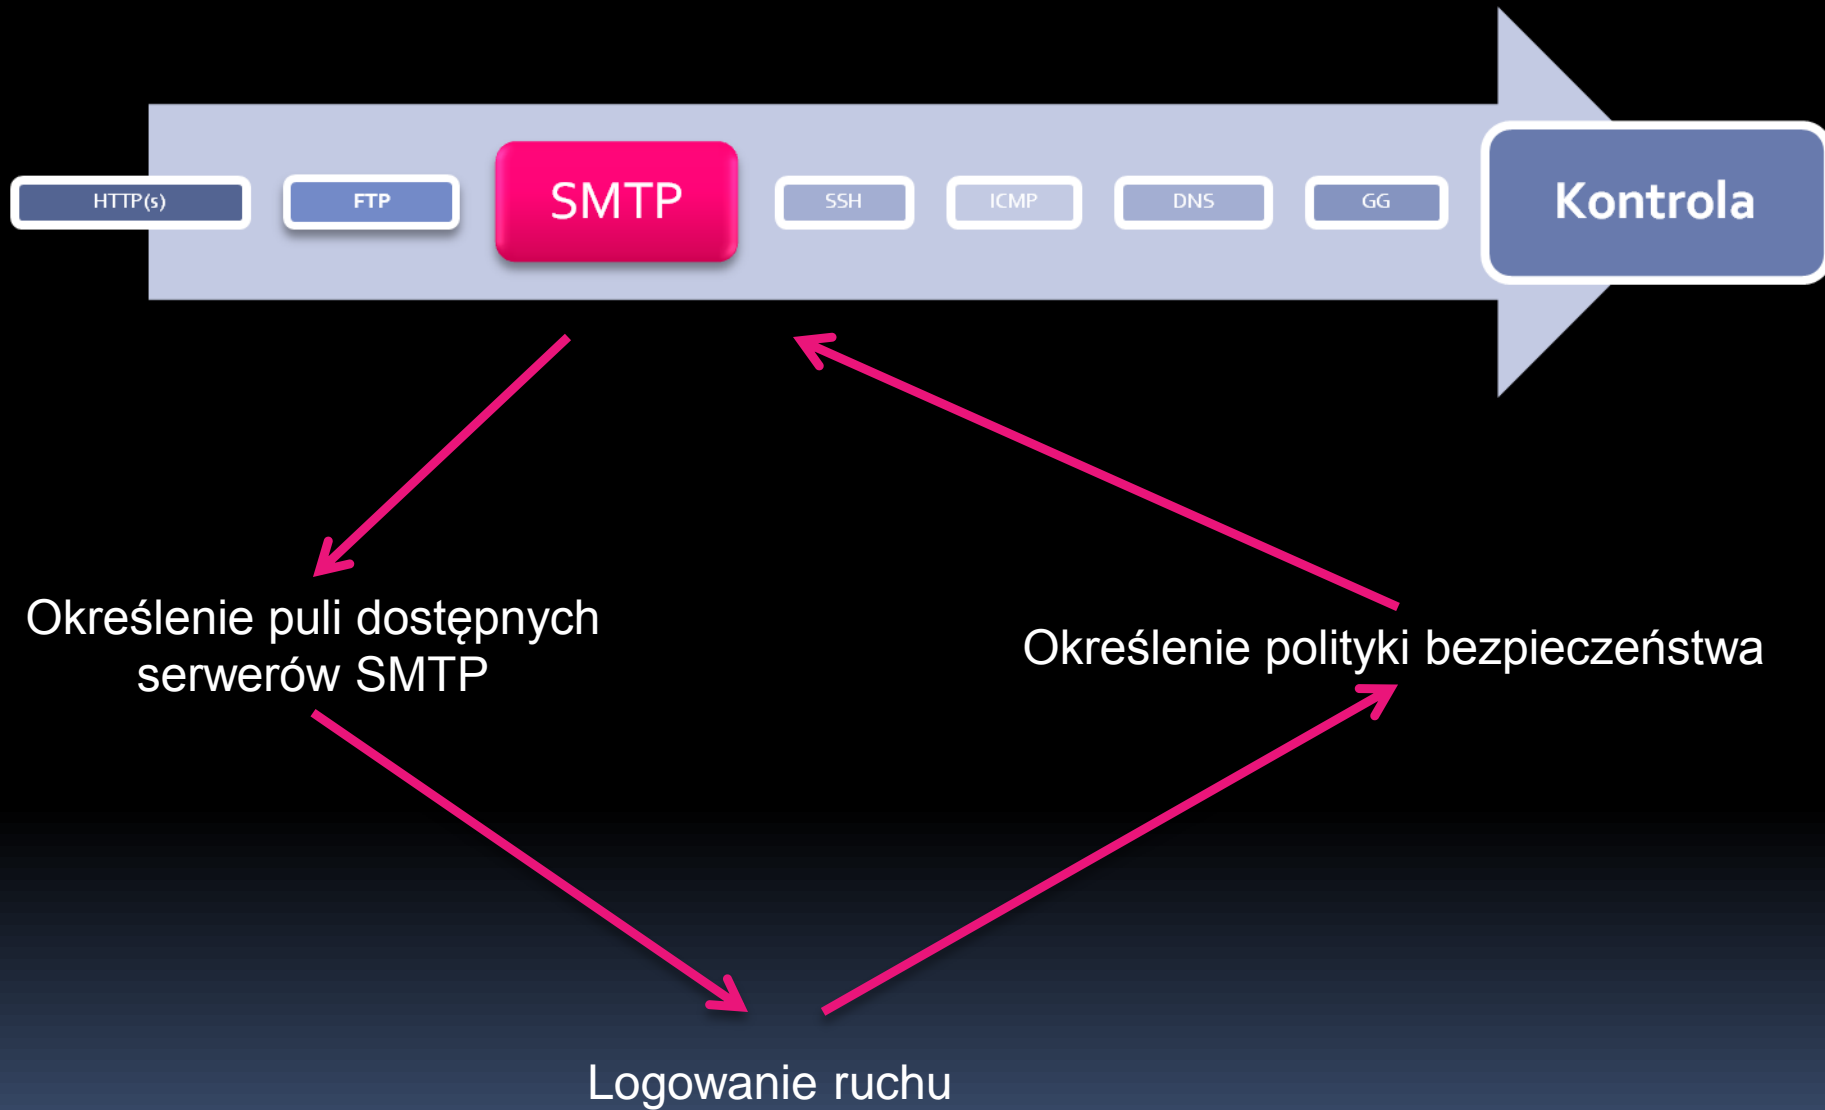 HTTP(s)
FTP
SMTP
SSH
ICMP
DNS
GG
Kontrola
Określenie puli dostępnych
serwerów SMTP
Określenie polityki bezpieczeństwa
Logowanie ruchu